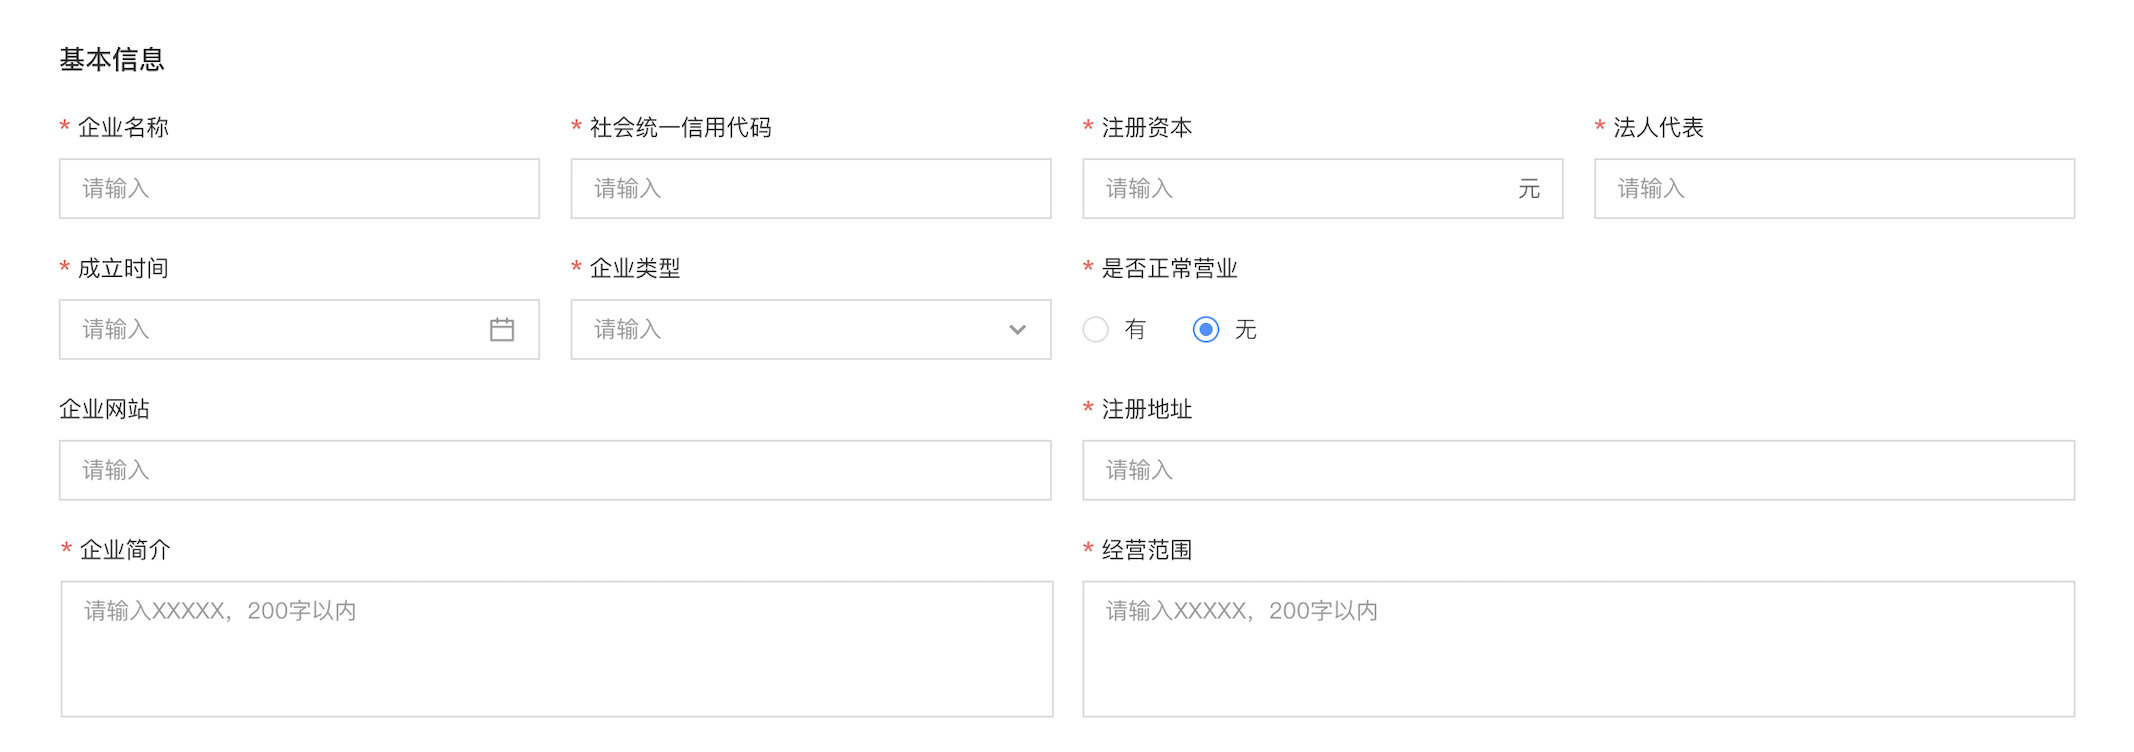 基本信息
* 企业名称
* 社会统一信用代码
* 注册资本
* 法人代表
请输入
请输入
请输入 元
请输入
* 成立时间
* 企业类型
* 是否正常营业
请输入
请输入
有 无
企业网站
* 注册地址
请输入
请输入
* 企业简介
* 经营范围
请输入XXXXX，200字以内
请输入XXXXX，200字以内